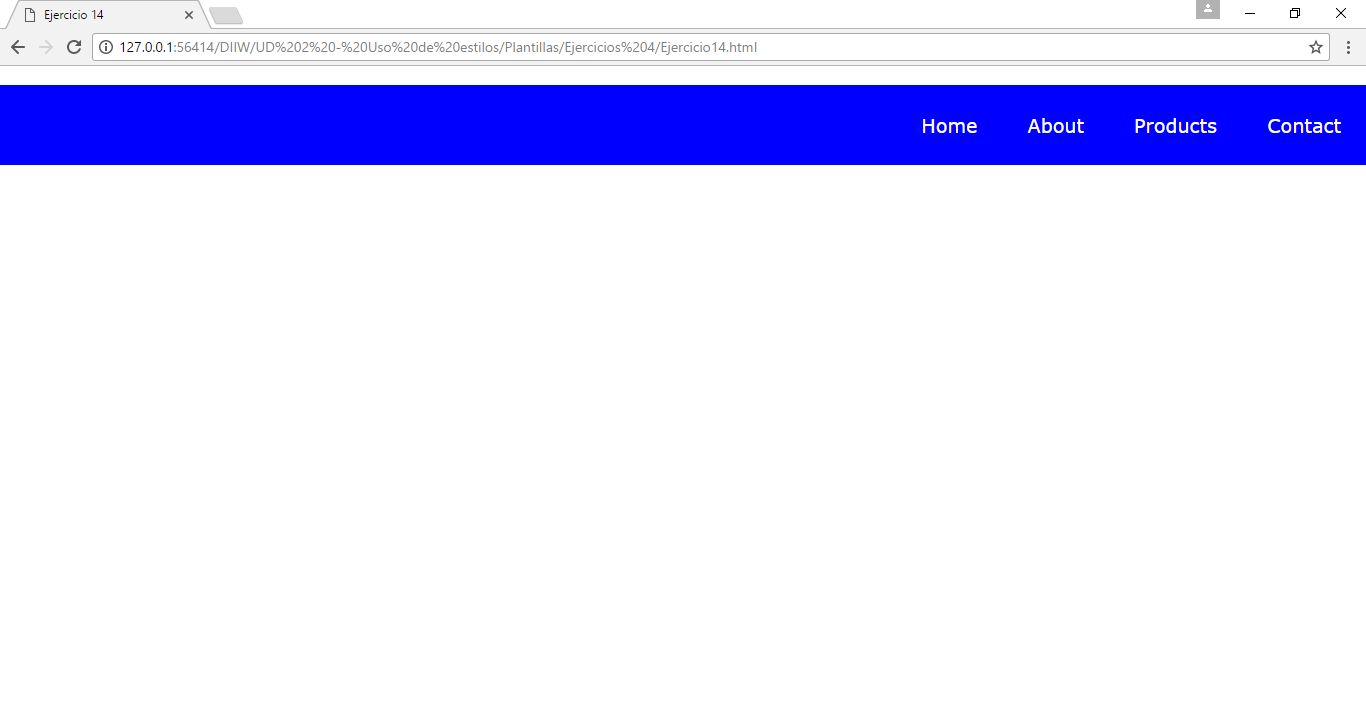 Ejercicio 14
127.0.0.1:56414/DIIW/UD%202%20-%20Uso%20de%20estilos/Plantillas/Ejercicios%204/Ejercicio14.html
Home About Products Contact